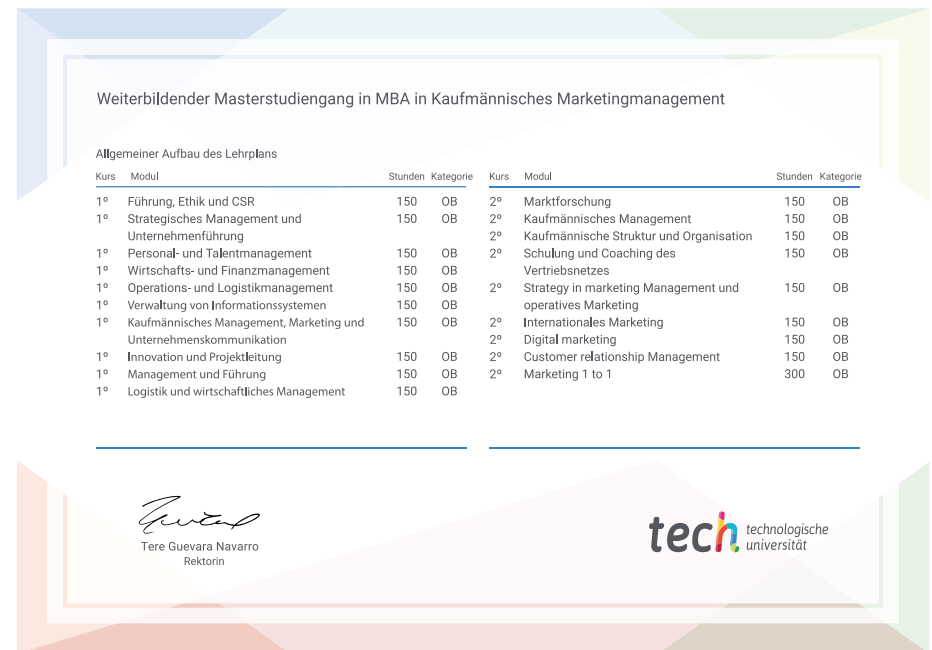 Weiterbildender Masterstudiengang in MBA in Kaufmännisches Marketingmanagement
Allgemeiner Aufbau des Lehrplans
Kurs Modul Stunden Kategorie
1º Führung, Ethik und CSR 150 OB
1º Strategisches Management und 150 OB
Unternehmenführung
1º Personal- und Talentmanagement 150 OB
1º Wirtschafts- und Finanzmanagement 150 OB
1º Operations- und Logistikmanagement 150 OB
1º Verwaltung von Informationssystemen 150 OB
1º Kaufmännisches Management, Marketing und 150 OB
Unternehmenskommunikation
1º Innovation und Projektleitung 150 OB
1º Management und Führung 150 OB
1º Logistik und wirtschaftliches Management 150 OB
Kurs Modul Stunden Kategorie
2º Marktforschung 150 OB
2º Kaufmännisches Management 150 OB
2º Kaufmännische Struktur und Organisation 150 OB
2º Schulung und Coaching des 150 OB
Vertriebsnetzes
2º Strategy in marketing Management und 150 OB
operatives Marketing
2º Internationales Marketing 150 OB
2º Digital marketing 150 OB
2º Customer relationship Management 150 OB
2º Marketing 1 to 1 300 OB
Tere Guevara Navarro
Rektorin
tech technologische
universität